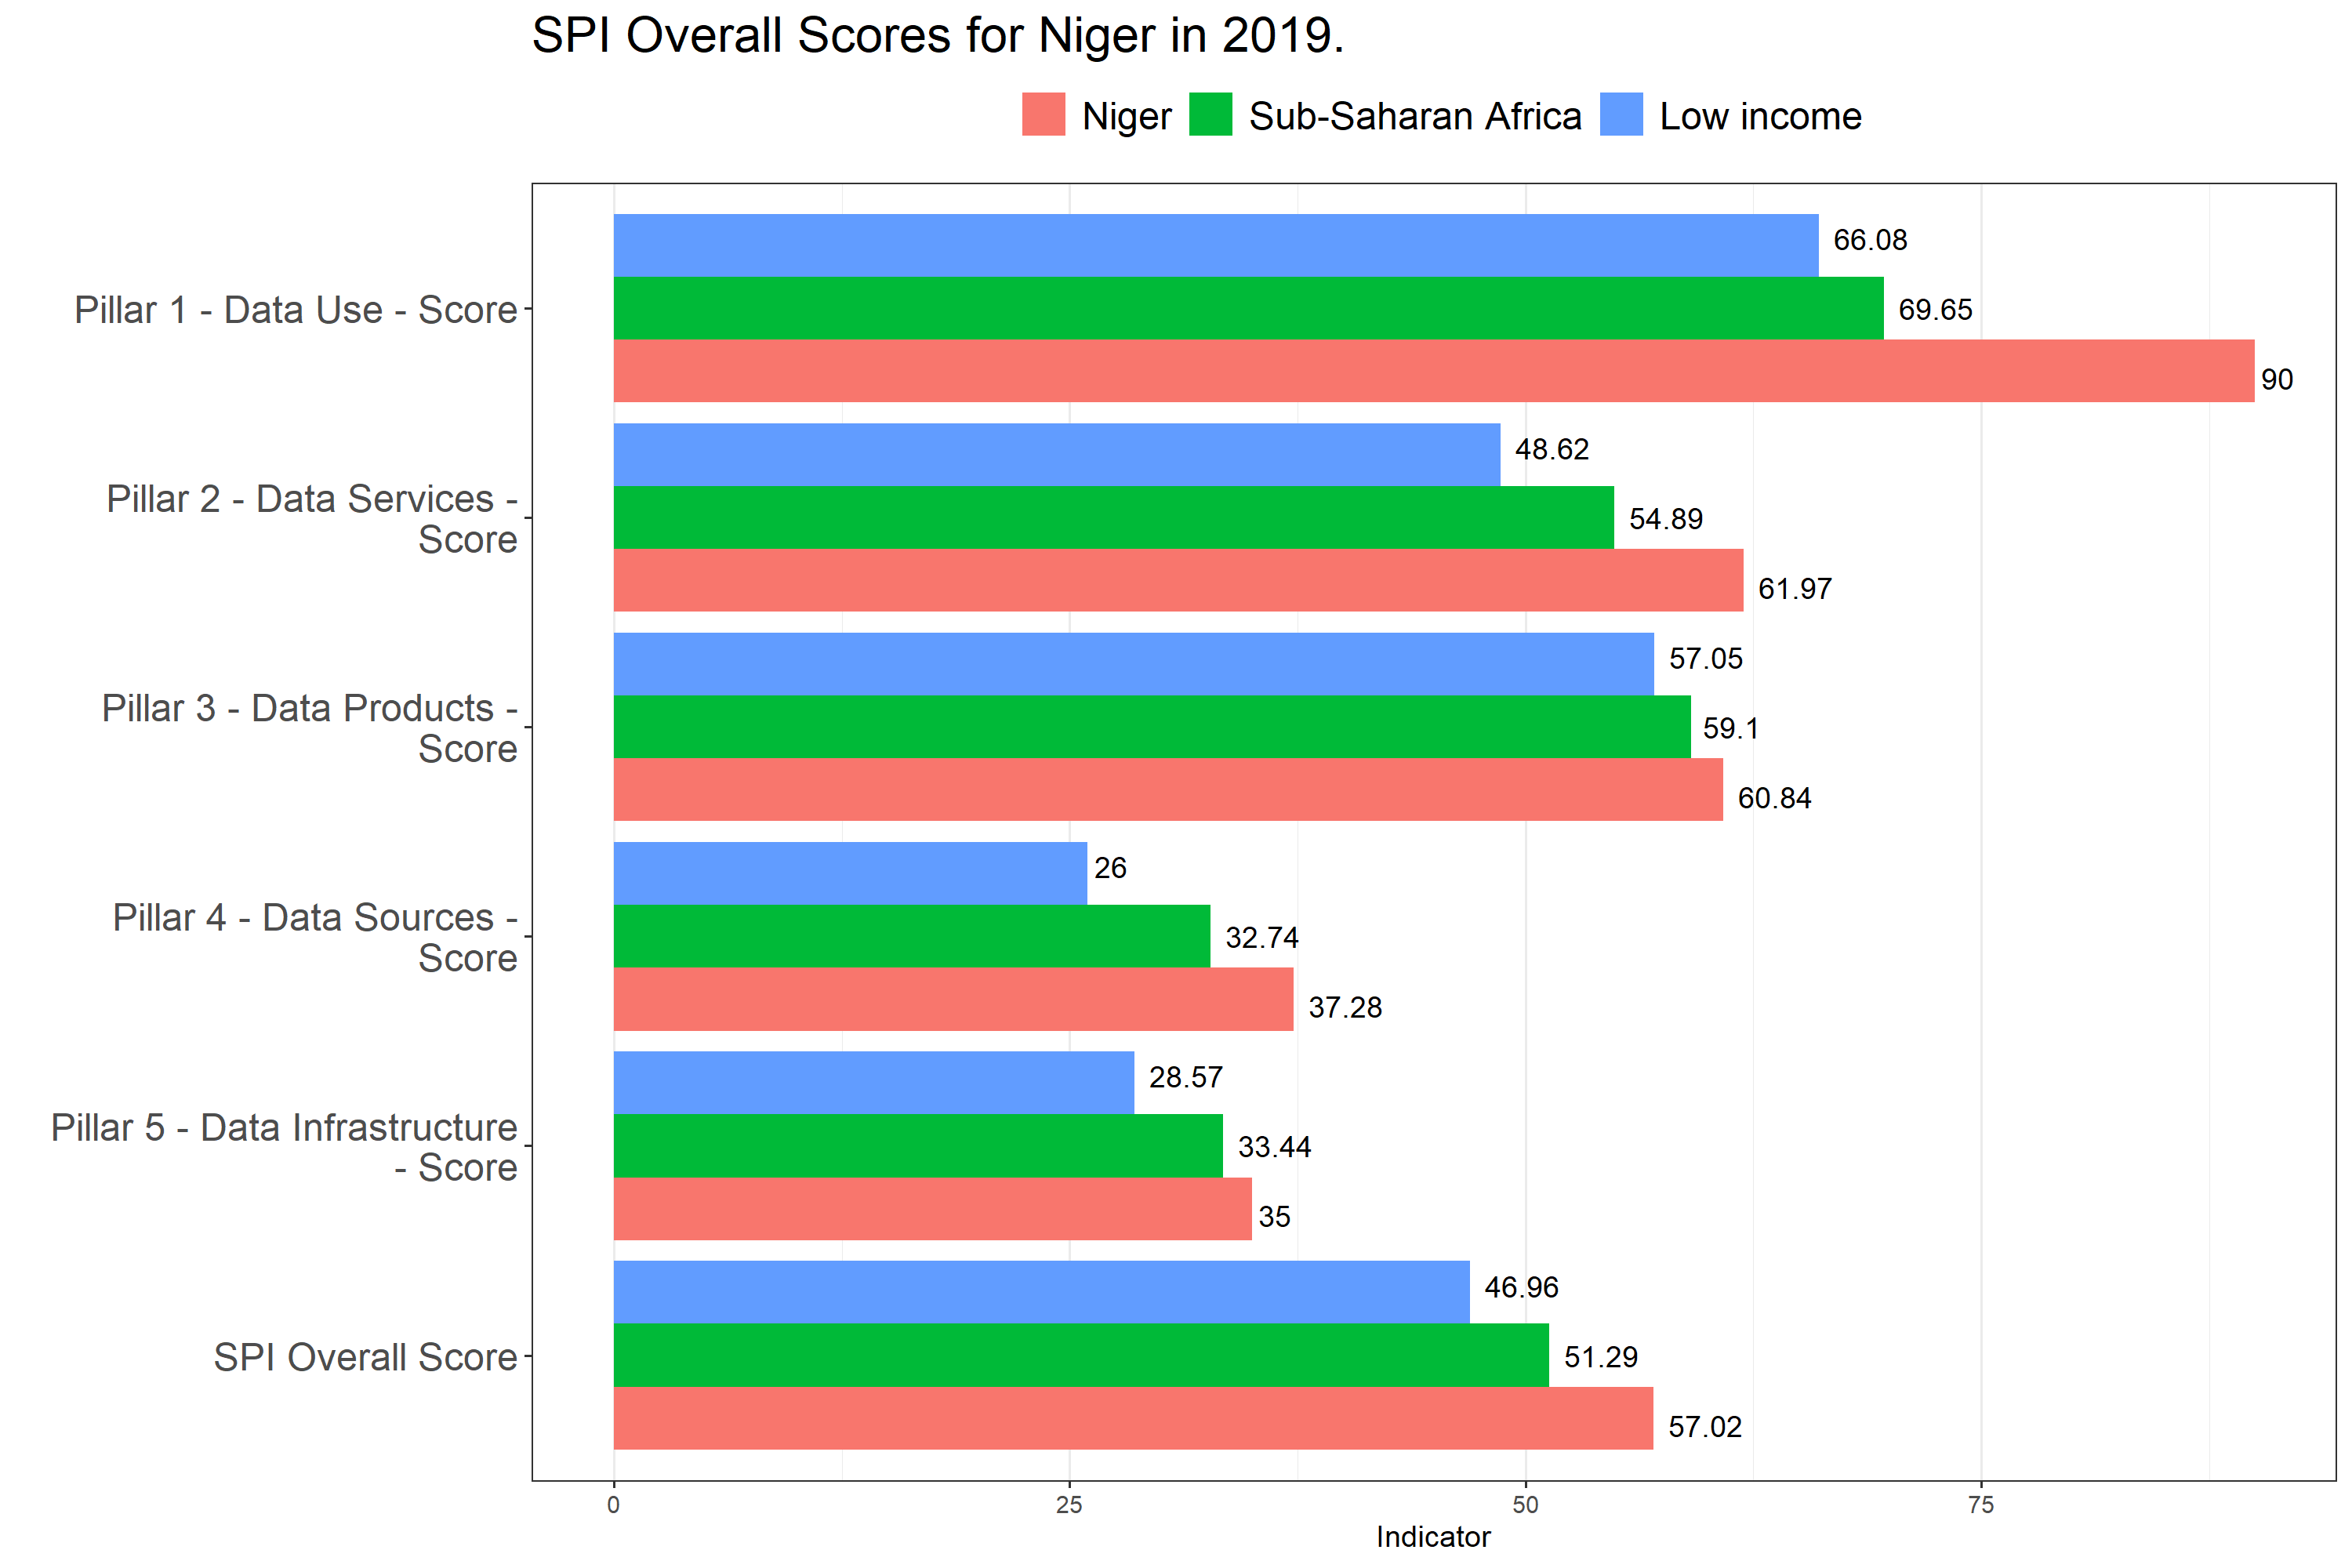 SPI Overall Scores for Niger in 2019.
Niger Sub-Saharan Africa Low income
Pillar 1 - Data Use - Score
66.08
69.65
90
Pillar 2 - Data Services -
Score
48.62
54.89
61.97
Pillar 3 - Data Products -
Score
57.05
59.1
60.84
Pillar 4 - Data Sources -
Score
26
32.74
37.28
Pillar 5 - Data Infrastructure
- Score
28.57
33.44
35
SPI Overall Score
46.96
51.29
57.02
0 25 50 75
Indicator